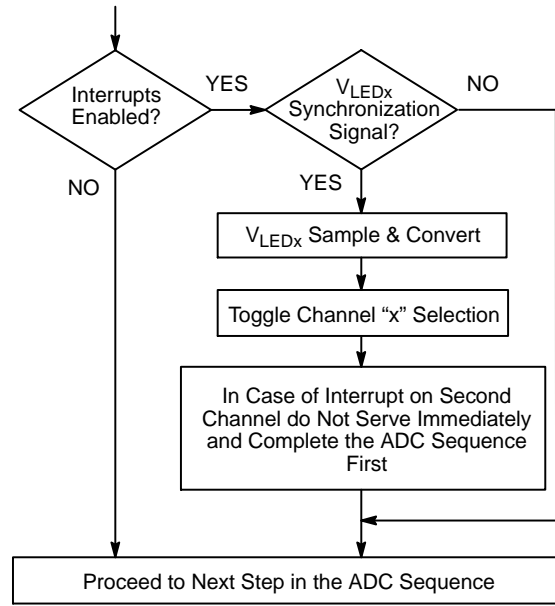 Interrupts
Enabled?
YES
V_LEDx
Synchronization
Signal?
NO
NO
YES
V_LEDx Sample & Convert
Toggle Channel “x” Selection
In Case of Interrupt on Second
Channel do Not Serve Immediately
and Complete the ADC Sequence
First
Proceed to Next Step in the ADC Sequence